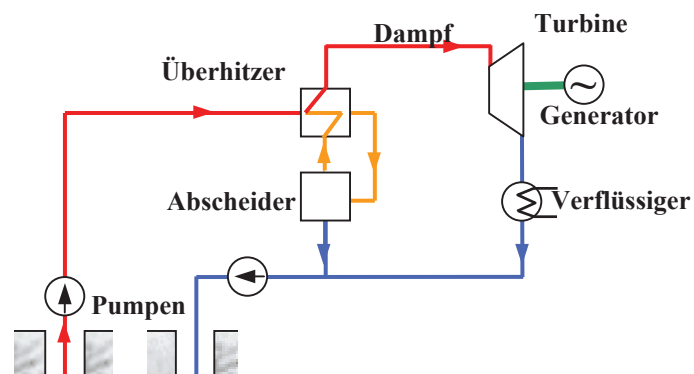 Dampf
Turbine
Überhitzer
Generator
Abscheider
Verflüssiger
Pumpen